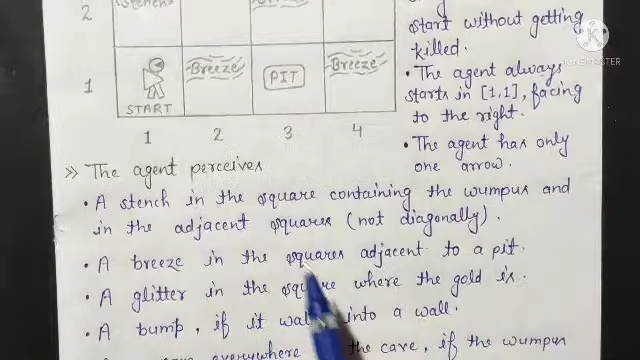 2
Stench
start without getting
killed.
1
Breeze
PIT
Breeze
START
• The agent always
starts in [1,1], facing
to the right.
1 2 3 4
• The agent has only
one arrow.
» The agent perceives
• A stench in the square containing the wumpus and
in the adjacent squares (not diagonally).
• A breeze in the squares adjacent to a pit.
• A glitter in the square where the gold is.
• A bump, if it walks into a wall.
everywhere the cave, if the wumpus
KINEMASTER